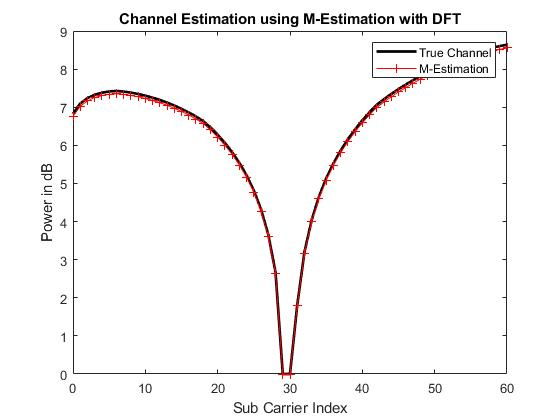 Channel Estimation using M-Estimation with DFT
True Channel
M-Estimation
Power in dB
9
8
7
6
5
4
3
2
1
0
0 10 20 30 40 50 60
Sub Carrier Index